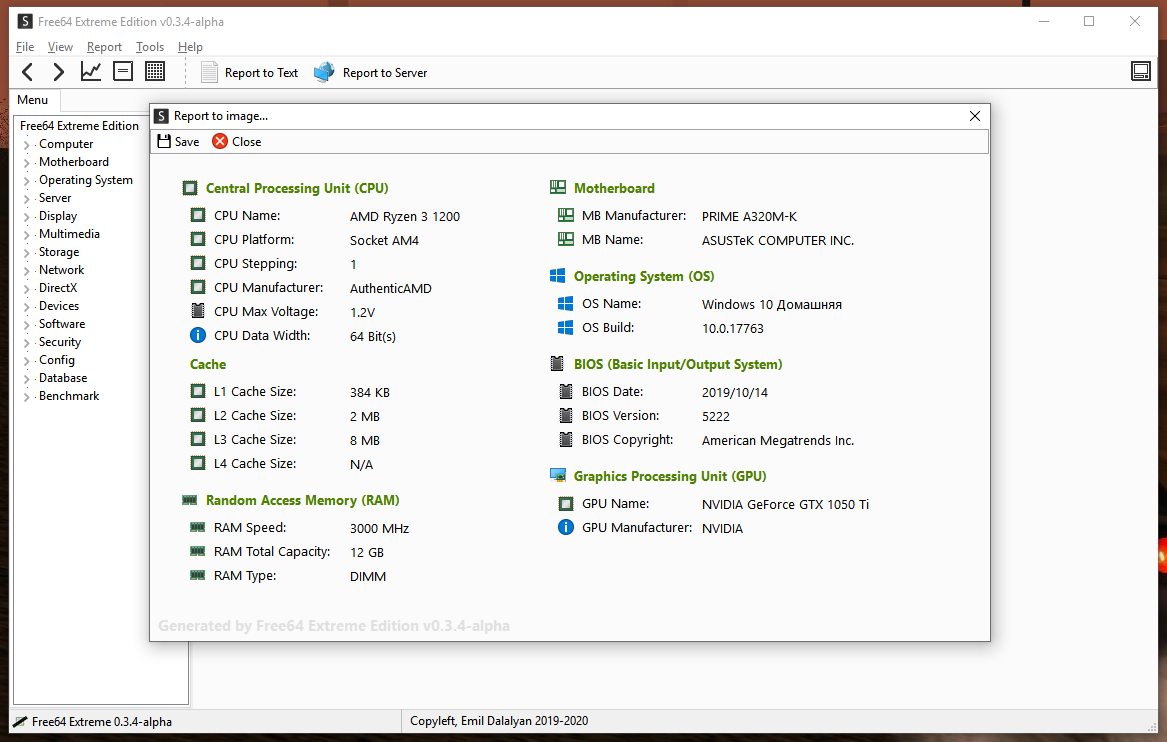 S Free64 Extreme Edition v0.3.4-alpha
File View Report Tools Help
Report to Text Report to Server
Menu
Free64 Extreme Edition
Computer
Motherboard
Operating System
Server
Display
Multimedia
Storage
Network
DirectX
Devices
Software
Security
Config
Database
Benchmark
S Report to image...
Save Close
Central Processing Unit (CPU)
CPU Name: AMD Ryzen 3 1200
CPU Platform: Socket AM4
CPU Stepping: 1
CPU Manufacturer: AuthenticAMD
CPU Max Voltage: 1.2V
CPU Data Width: 64 Bit(s)
Cache
L1 Cache Size: 384 KB
L2 Cache Size: 2 MB
L3 Cache Size: 8 MB
L4 Cache Size: N/A
Random Access Memory (RAM)
RAM Speed: 3000 MHz
RAM Total Capacity: 12 GB
RAM Type: DIMM
Motherboard
MB Manufacturer: PRIME A320M-K
MB Name: ASUSTeK COMPUTER INC.
Operating System (OS)
OS Name: Windows 10 Домашняя
OS Build: 10.0.17763
BIOS (Basic Input/Output System)
BIOS Date: 2019/10/14
BIOS Version: 5222
BIOS Copyright: American Megatrends Inc.
Graphics Processing Unit (GPU)
GPU Name: NVIDIA GeForce GTX 1050 Ti
GPU Manufacturer: NVIDIA
Generated by Free64 Extreme Edition v0.3.4-alpha
Free64 Extreme 0.3.4-alpha
Copyleft, Emil Dalalyan 2019-2020